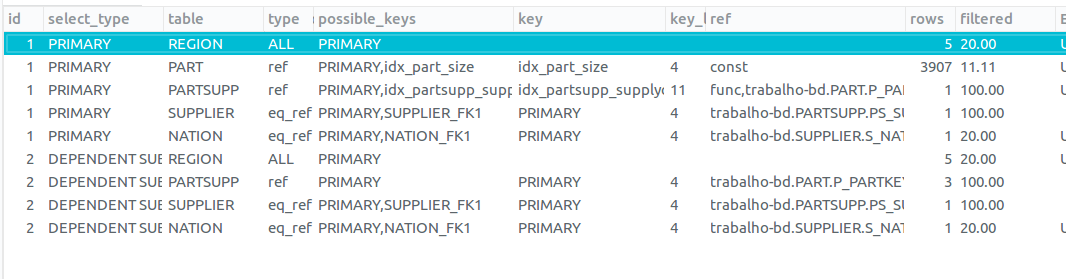 id select_type table type possible_keys key key_l ref rows filtered E
1 PRIMARY REGION ALL PRIMARY 5 20.00 U
1 PRIMARY PART ref PRIMARY,idx_part_size idx_part_size 4 const 3907 11.11 U
1 PRIMARY PARTSUPP ref PRIMARY,idx_partsupp_supp idx_partsupp_supplyc 11 func,trabalho-bd.PART.P_PAI 1 100.00 U
1 PRIMARY SUPPLIER eq_ref PRIMARY,SUPPLIER_FK1 PRIMARY 4 trabalho-bd.PARTSUPP.PS_SU 1 100.00
1 PRIMARY NATION eq_ref PRIMARY,NATION_FK1 PRIMARY 4 trabalho-bd.SUPPLIER.S_NAT 1 20.00 U
2 DEPENDENT SUE REGION ALL PRIMARY 5 20.00 U
2 DEPENDENT SUE PARTSUPP ref PRIMARY PRIMARY 4 trabalho-bd.PART.P_PARTKEY 3 100.00
2 DEPENDENT SUE SUPPLIER eq_ref PRIMARY,SUPPLIER_FK1 PRIMARY 4 trabalho-bd.PARTSUPP.PS_SU 1 100.00
2 DEPENDENT SUE NATION eq_ref PRIMARY,NATION_FK1 PRIMARY 4 trabalho-bd.SUPPLIER.S_NAT 1 20.00 U